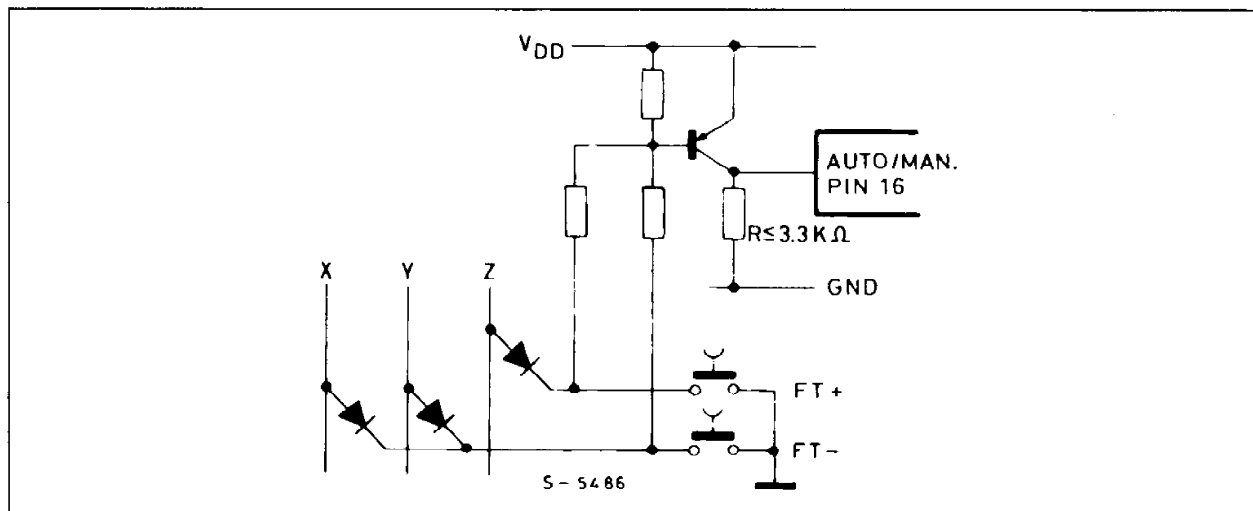 VDD
AUTO/MAN.
PIN 16
R≤3.3KΩ
GND
X Y Z
FT+
FT-
S-5486